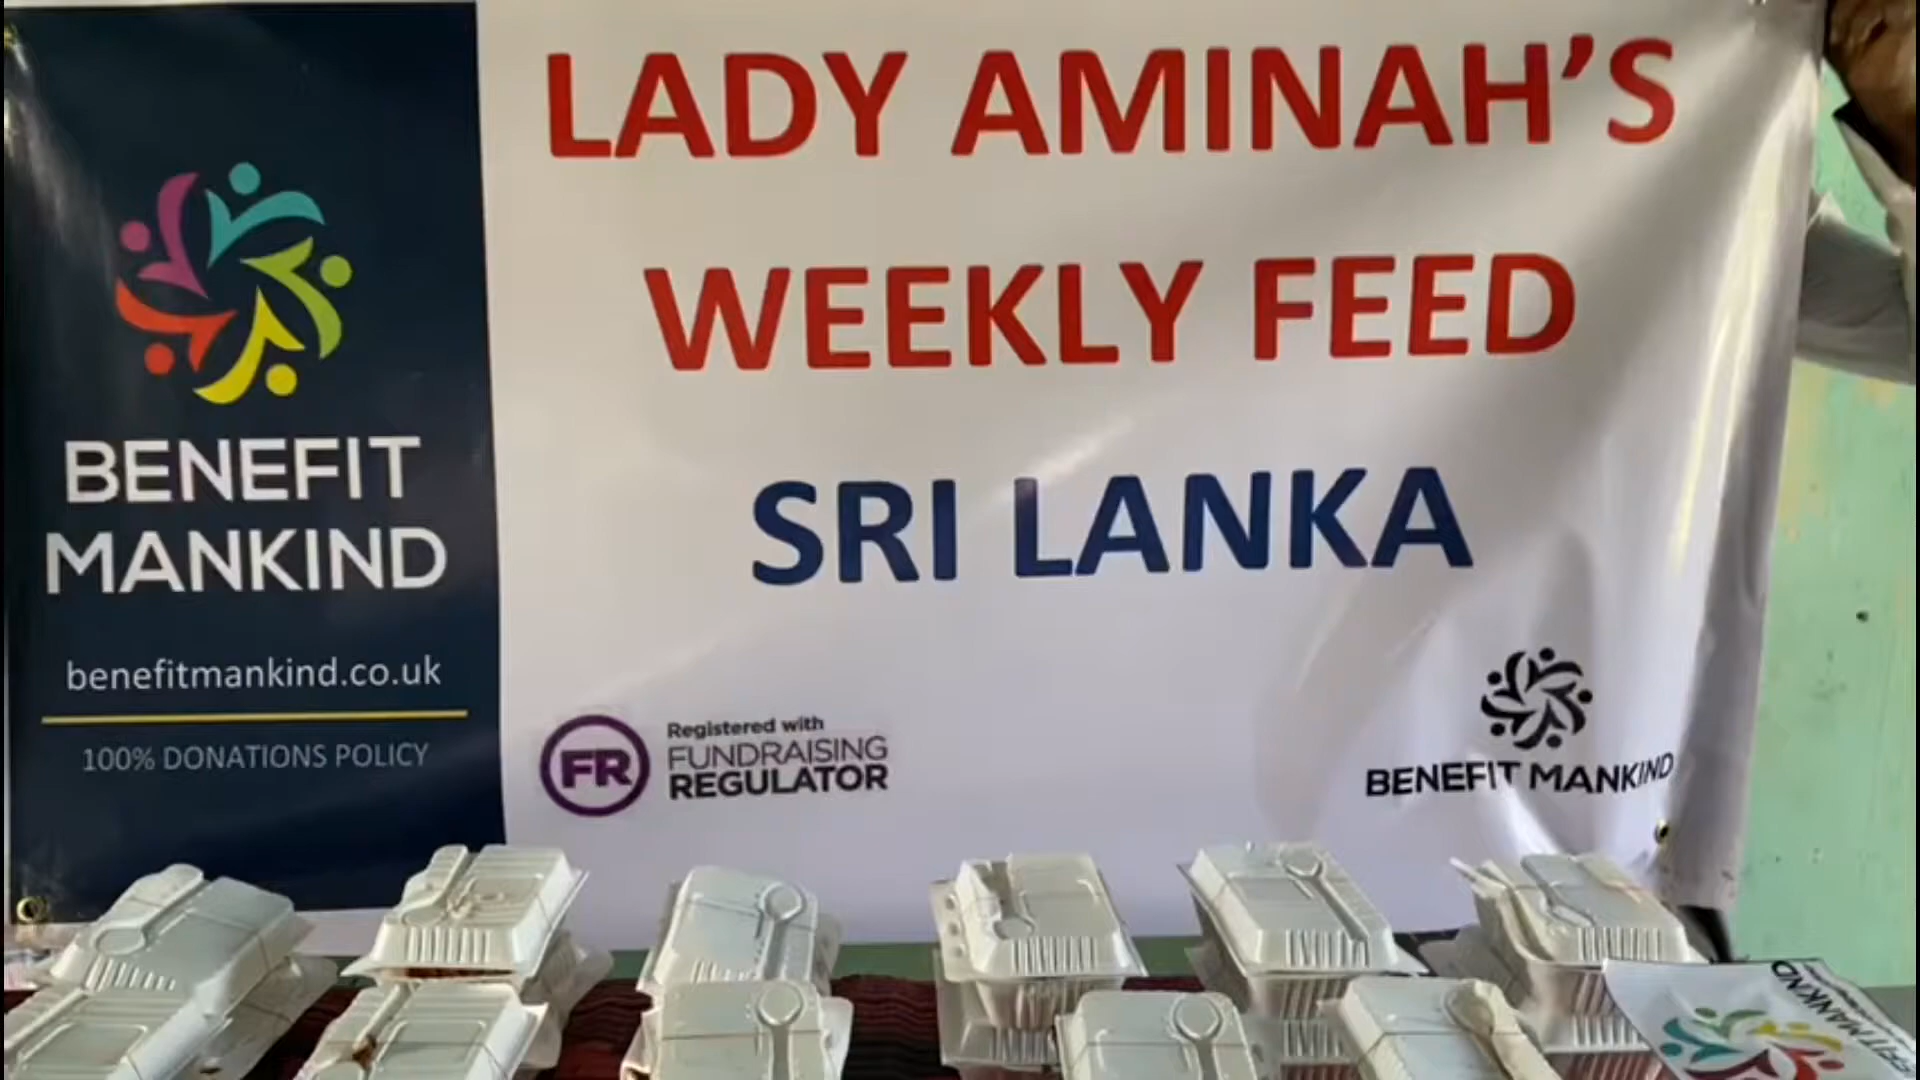 BENEFIT
MANKIND
benefitmankind.co.uk
100% DONATIONS POLICY
LADY AMINAH'S
WEEKLY FEED
SRI LANKA
FR
Registered with
FUNDRAISING
REGULATOR
BENEFIT MANKIND
MANKIND